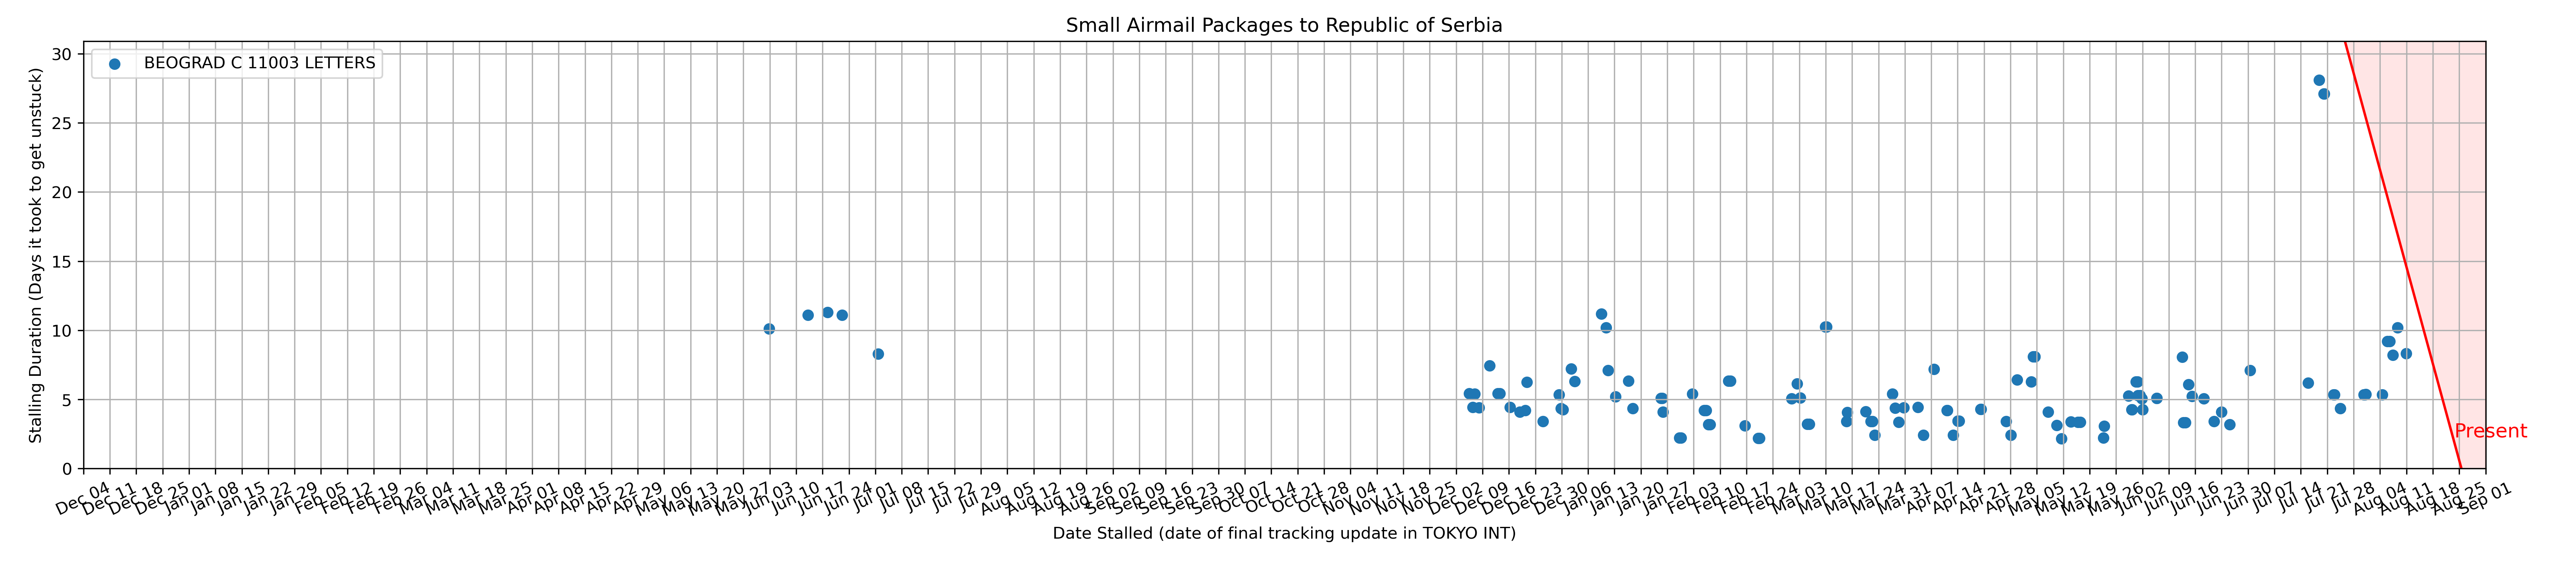 Small Airmail Packages to Republic of Serbia
BEOGRAD C 11003 LETTERS
Stalling Duration (Days it took to get unstuck)
30
25
20
15
10
5
0
Present
Dec 04 Dec 11 Dec 18 Dec 25 Jan 01 Jan 08 Jan 15 Jan 22 Jan 29 Feb 05 Feb 12 Feb 19 Feb 26 Mar 04 Mar 11 Mar 18 Mar 25 Apr 01 Apr 08 Apr 15 Apr 22 Apr 29 May 06 May 13 May 20 May 27 Jun 03 Jun 10 Jun 17 Jun 24 Jul 01 Jul 08 Jul 15 Jul 22 Jul 29 Aug 05 Aug 12 Aug 19 Aug 26 Sep 02 Sep 09 Sep 16 Sep 23 Sep 30 Oct 07 Oct 14 Oct 21 Oct 28 Nov 04 Nov 11 Nov 18 Nov 25 Dec 02 Dec 09 Dec 16 Dec 23 Dec 30 Jan 06 Jan 13 Jan 20 Jan 27 Feb 03 Feb 10 Feb 17 Feb 24 Mar 03 Mar 10 Mar 17 Mar 24 Mar 31 Apr 07 Apr 14 Apr 21 Apr 28 May 05 May 12 May 19 May 26 Jun 02 Jun 09 Jun 16 Jun 23 Jun 30 Jul 07 Jul 14 Jul 21 Jul 28 Aug 04 Aug 11 Aug 18 Aug 25 Sep 01
Date Stalled (date of final tracking update in TOKYO INT)